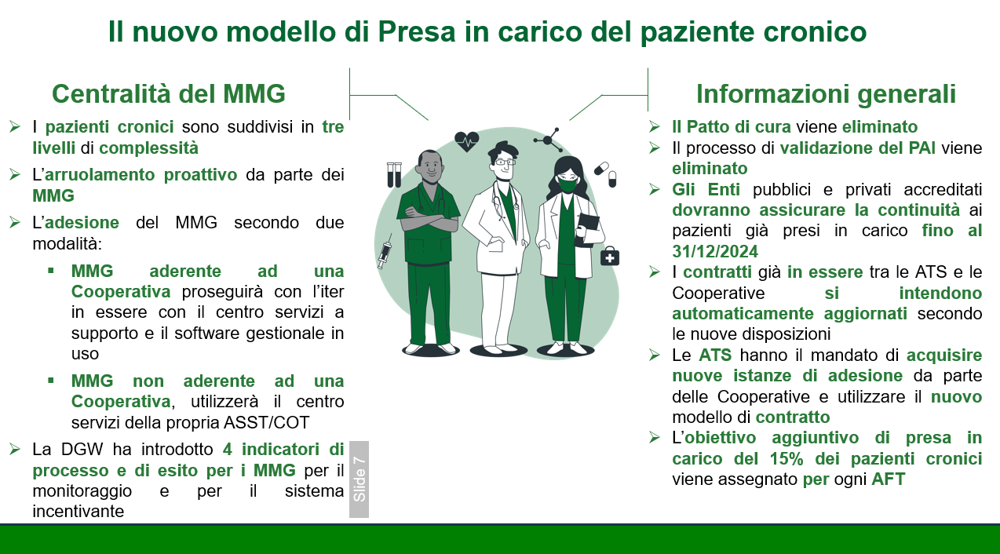 Il nuovo modello di Presa in carico del paziente cronico
Centralità del MMG
I pazienti cronici sono suddivisi in tre
livelli di complessità
L’arruolamento proattivo da parte dei
MMG
L’adesione del MMG secondo due
modalità:
MMG aderente ad una
Cooperativa proseguirà con l’iter
in essere con il centro servizi a
supporto e il software gestionale in
uso
MMG non aderente ad una
Cooperativa, utilizzerà il centro
servizi della propria ASST/COT
La DGW ha introdotto 4 indicatori di
processo e di esito per i MMG per il
monitoraggio e per il sistema
incentivante
Slide 7
Informazioni generali
Il Patto di cura viene eliminato
Il processo di validazione del PAI viene
eliminato
Gli Enti pubblici e privati accreditati
dovranno assicurare la continuità ai
pazienti già presi in carico fino al
31/12/2024
I contratti già in essere tra le ATS e le
Cooperative si intendono
automaticamente aggiornati secondo
le nuove disposizioni
Le ATS hanno il mandato di acquisire
nuove istanze di adesione da parte
delle Cooperative e utilizzare il nuovo
modello di contratto
L’obiettivo aggiuntivo di presa in
carico del 15% dei pazienti cronici
viene assegnato per ogni AFT